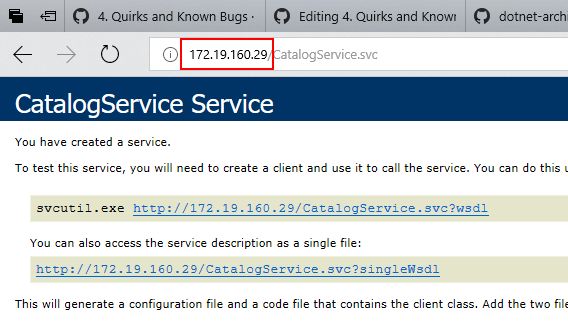 4. Quirks and Known Bugs ·
Editing 4. Quirks and Known
dotnet-archi
172.19.160.29/CatalogService.svc
CatalogService Service
You have created a service.
To test this service, you will need to create a client and use it to call the service. You can do this u
svcutil.exe http://172.19.160.29/CatalogService.svc?wsdl
You can also access the service description as a single file:
http://172.19.160.29/CatalogService.svc?singleWsdl
This will generate a configuration file and a code file that contains the client class. Add the two file